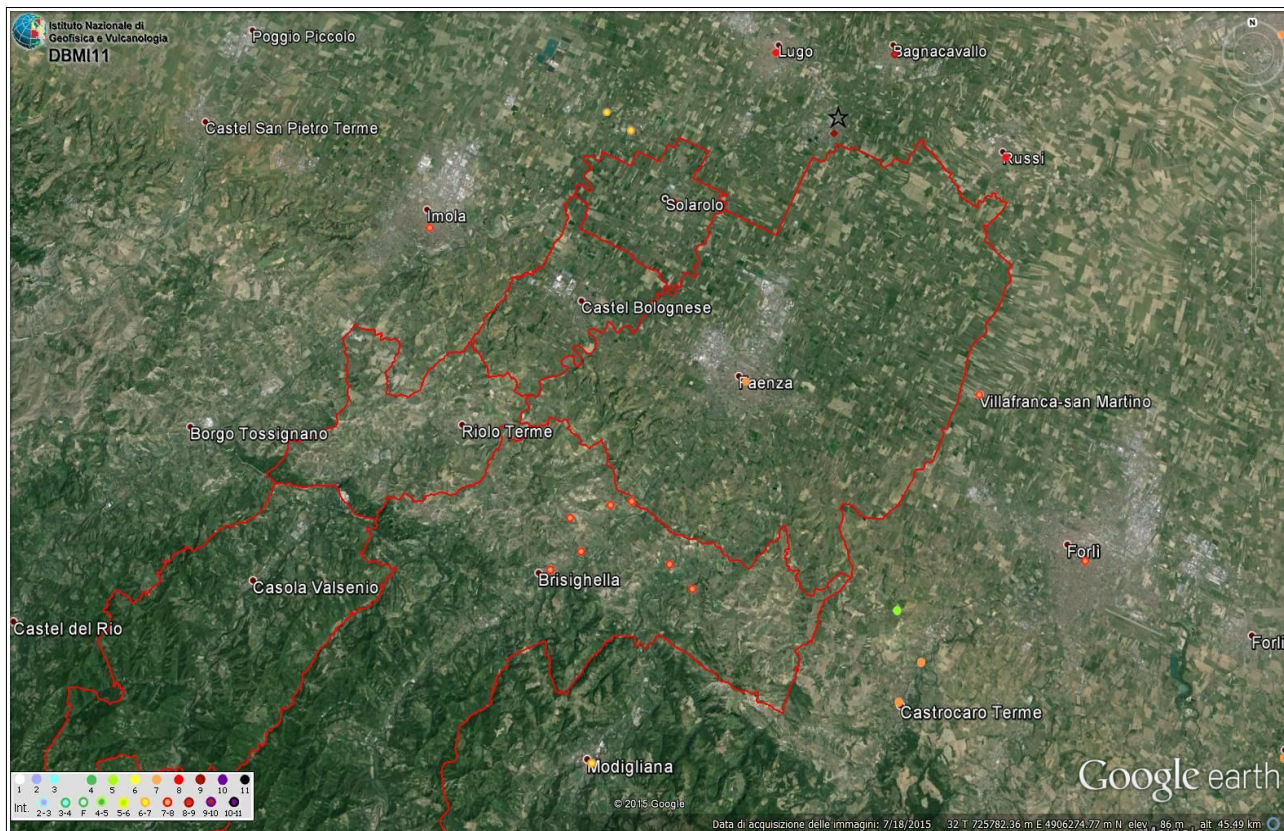 Istituto Nazionale di
Geofisica e Vulcanologia
DBMI11
Poggio Piccolo
Lugo
Bagnacavallo
N
Castel San Pietro Terme
Russi
Solarolo
Imola
Castel Bolognese
Faenza
Villafranca-san Martino
Borgo Tossignano
Riolo Terme
Forlì
Brisighella
Casola Valsenio
Castel del Rio
Forli
Castrocaro Terme
Modigliana
1 2 3 4 5 6 7 8 9 10 11
Int. 2-3 3-4 F 4-5 5-6 6-7 7-8 8-9 9-10 10-11
© 2015 Google
Google earth
Data di acquisizione delle immagini: 7/18/2015 32 T 725782.36 m E 4906274.77 m N elev 86 m alt 45.49 km